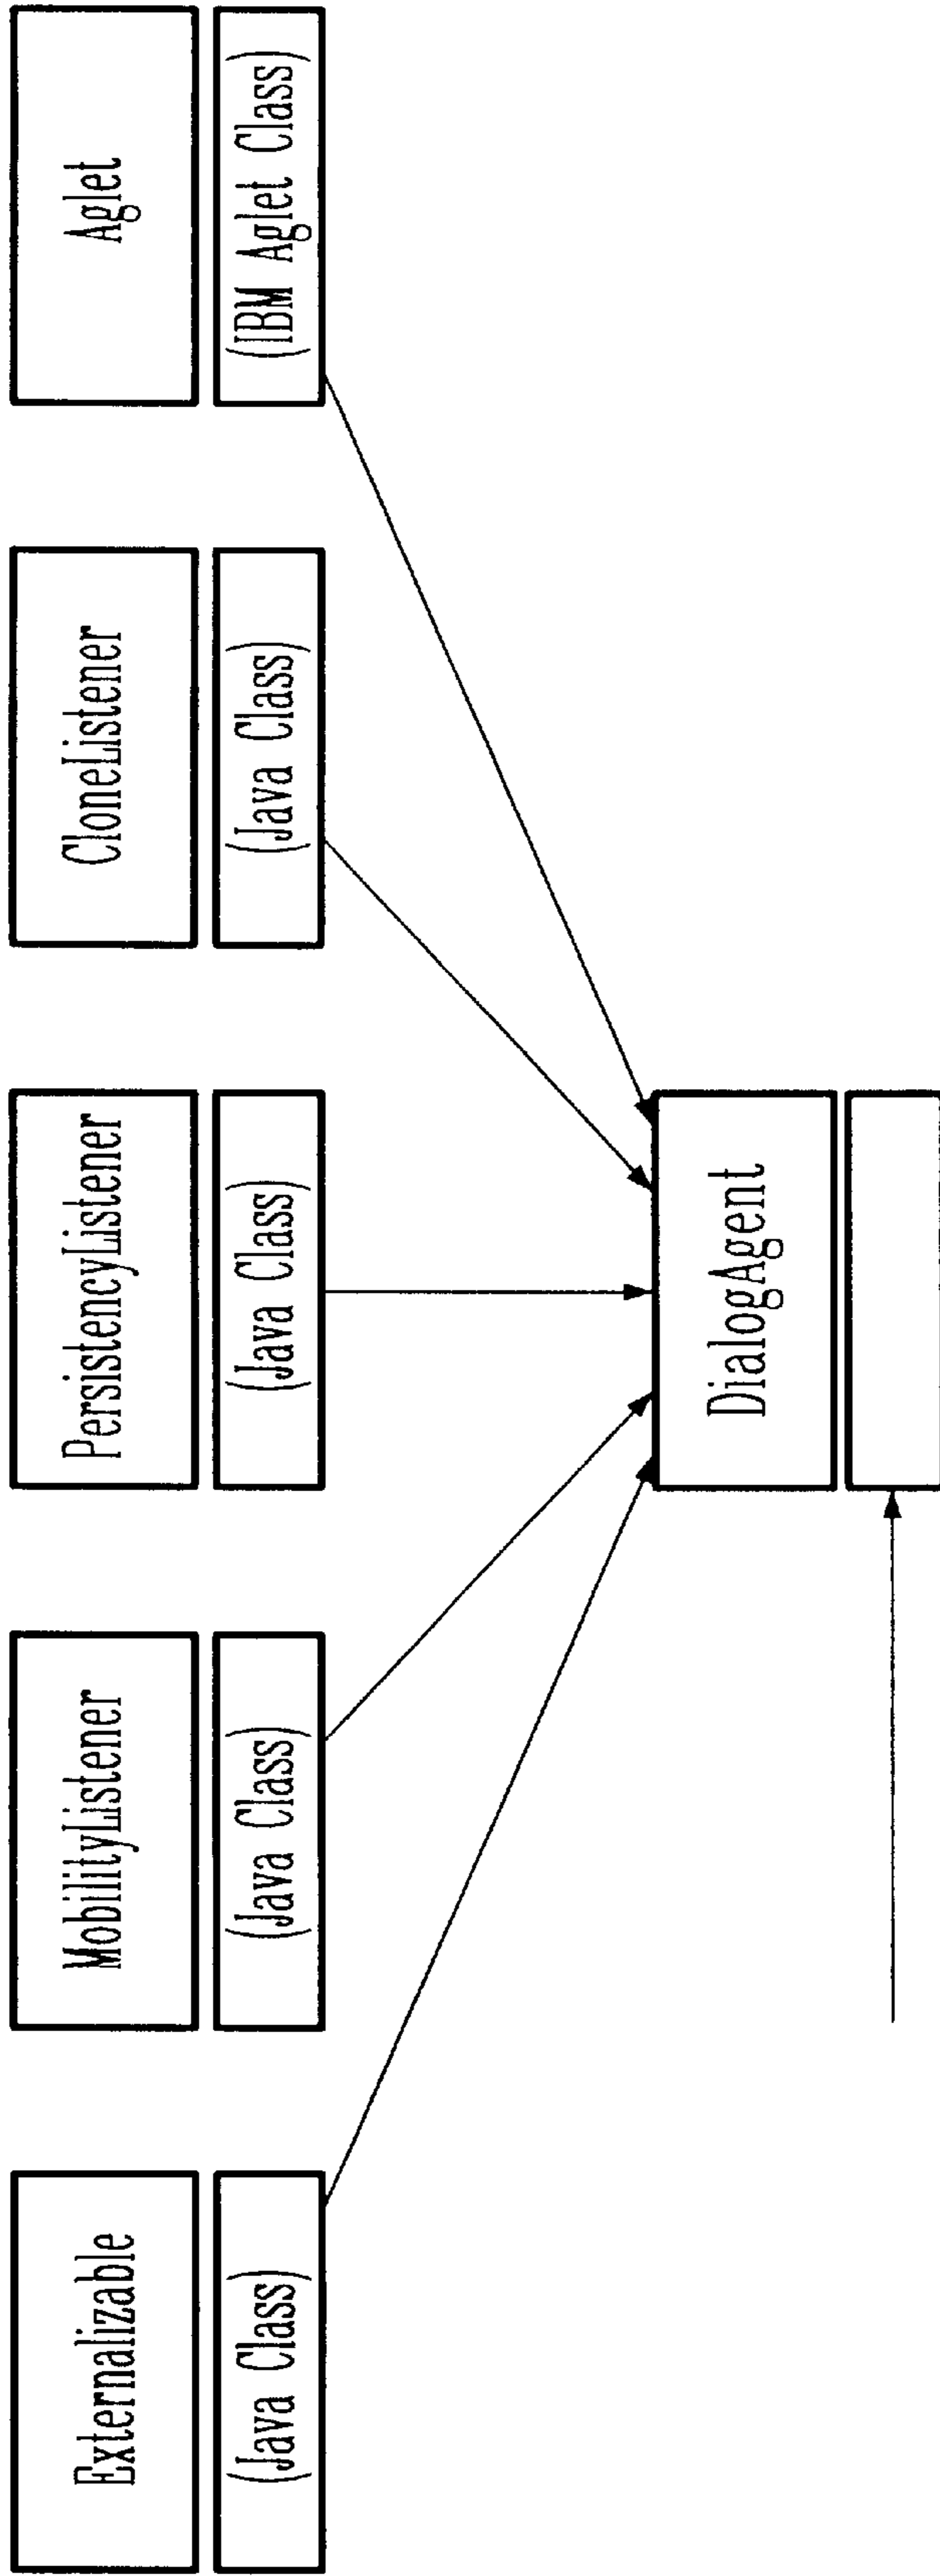 Externalizable
(Java Class)
MobilityListener
(Java Class)
PersistencyListener
(Java Class)
CloneListener
(Java Class)
Aglet
(IBM Aglet Class)
DialogAgent